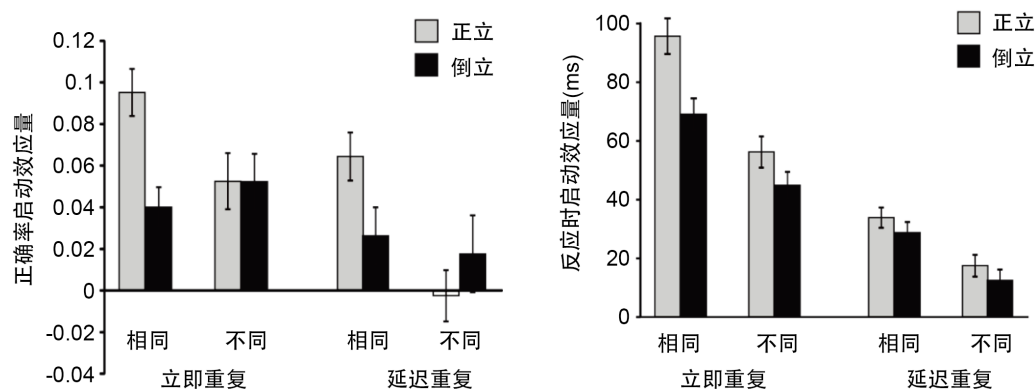 正立
倒立
0.12
0.1
0.08
0.06
0.04
0.02
0
-0.02
-0.04
正确率启动效应量
相同
不同
相同
不同
立即重复
延迟重复
正立
倒立
100
80
60
40
20
0
反应时启动效应量(ms)
相同
不同
相同
不同
立即重复
延迟重复